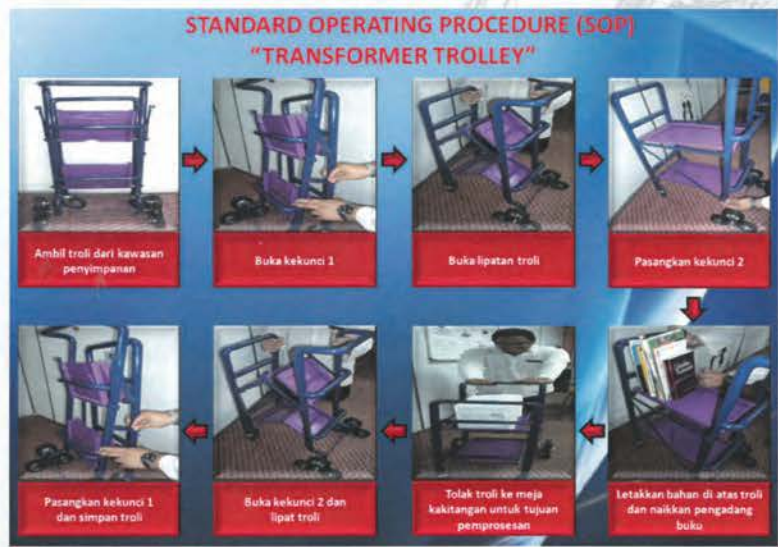 STANDARD OPERATING PROCEDURE (SOP)
"TRANSFORMER TROLLEY"
Ambil troli dari kawasan
penyimpanan
Buka kekunci 1
Buka lipatan troli
Pasangkan kekunci 2
Letakkan bahan di atas troli
dan naikkan pengadang
buku
Tolak troli ke meja
kakitangan untuk tujuan
pemprosesan
Buka kekunci 2 dan
lipat troli
Pasangkan kekunci 1
dan simpan troli